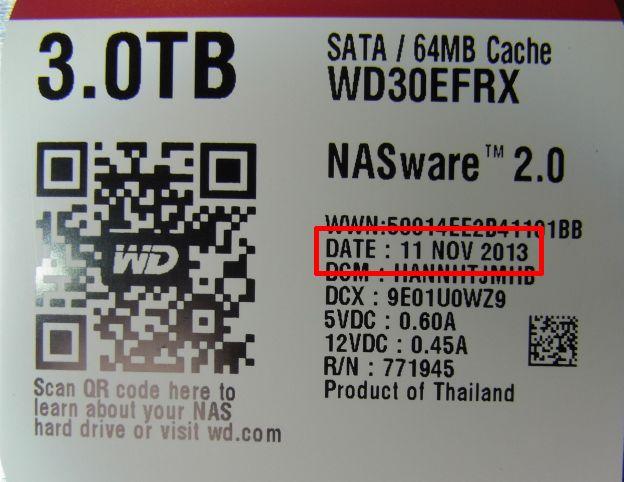 3.0TB
SATA / 64MB Cache
WD30EFRX
NASware™ 2.0
WD
DATE : 11 NOV 2013
DCM : HANNHTJMHB
DCX : 9E01U0WZ9
5VDC : 0.60A
12VDC : 0.45A
R/N : 771945
Product of Thailand
Scan QR code here to
learn about your NAS
hard drive or visit wd.com